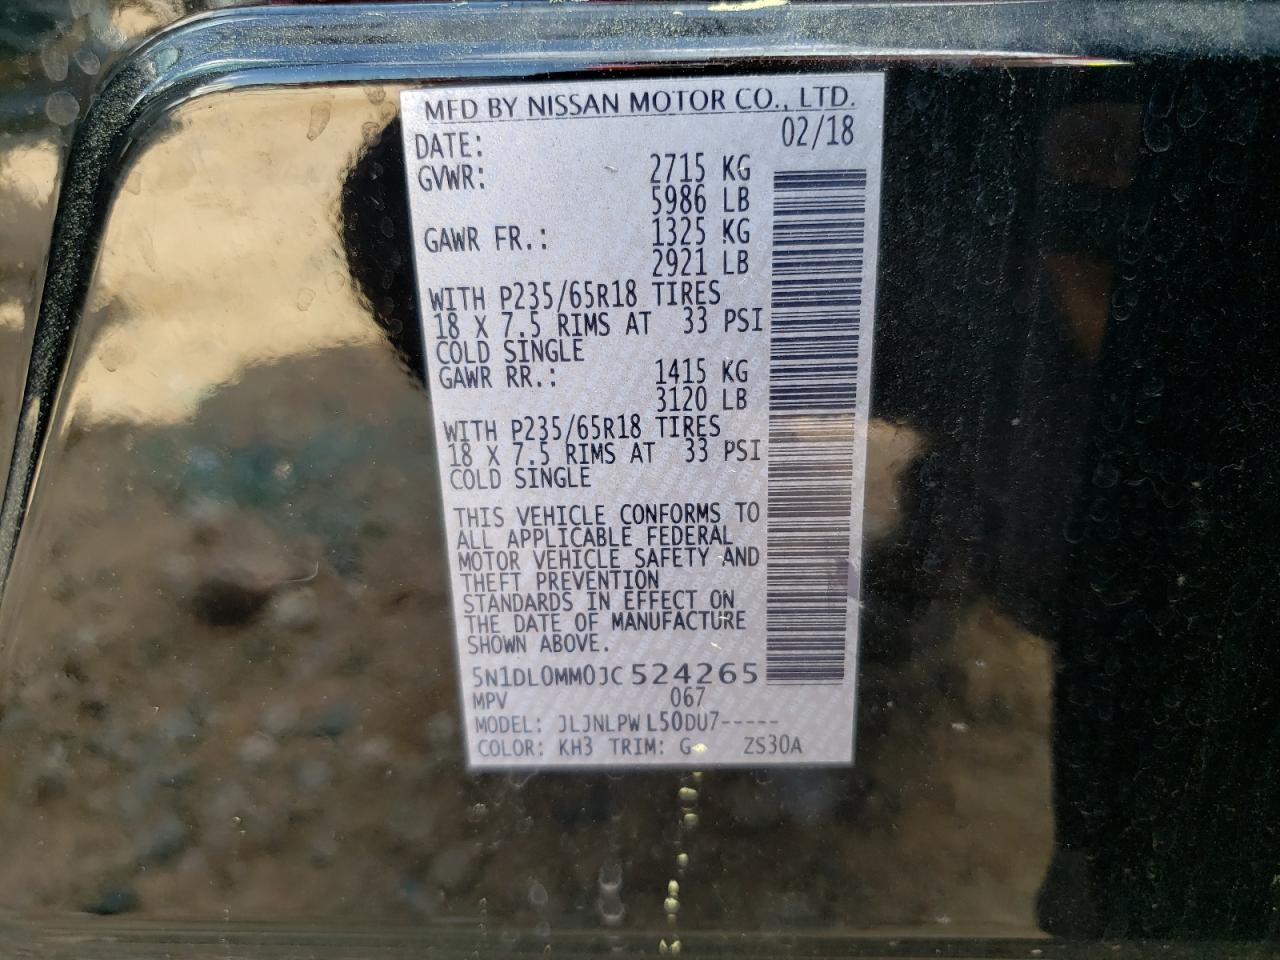 MFD BY NISSAN MOTOR CO., LTD.
DATE: 02/18
GVWR: 2715 KG
5986 LB
GAWR FR.: 1325 KG
2921 LB
WITH P235/65R18 TIRES
18 X 7.5 RIMS AT 33 PSI
COLD SINGLE
GAWR RR.: 1415 KG
3120 LB
WITH P235/65R18 TIRES
18 X 7.5 RIMS AT 33 PSI
COLD SINGLE
THIS VEHICLE CONFORMS TO
ALL APPLICABLE FEDERAL
MOTOR VEHICLE SAFETY AND
THEFT PREVENTION
STANDARDS IN EFFECT ON
THE DATE OF MANUFACTURE
SHOWN ABOVE.
5N1DL0MM0JC524265
MPV 067
MODEL: JLJNLPWL50DU7-----
COLOR: KH3 TRIM: G ZS30A